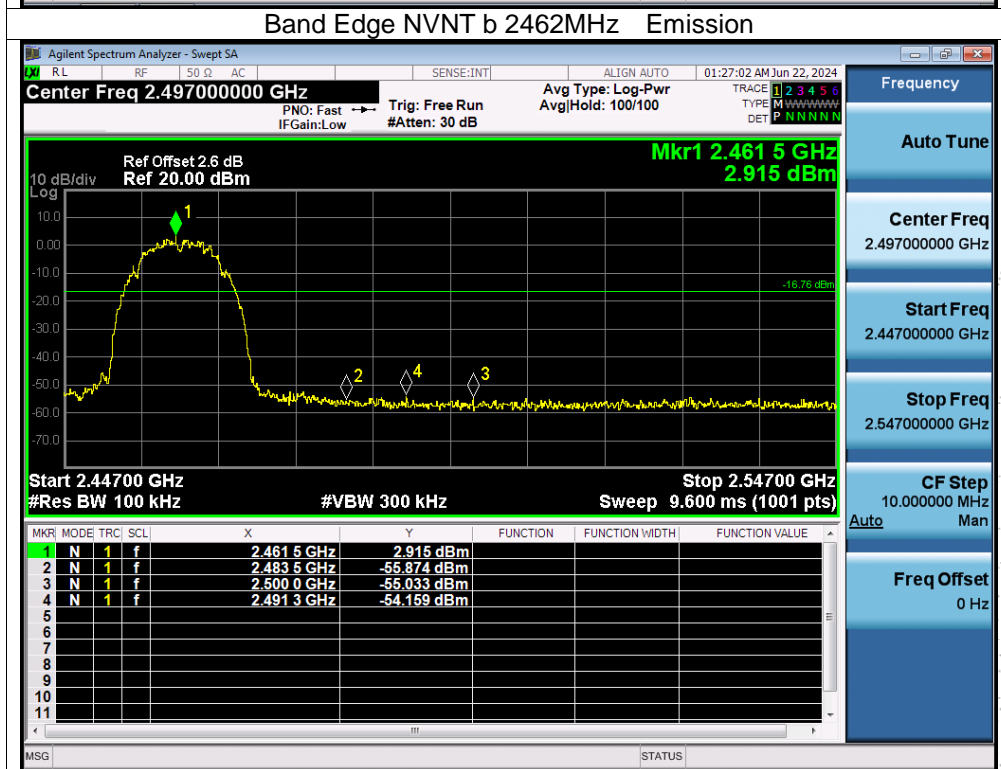 Band Edge NVNT b 2462MHz Emission
Agilent Spectrum Analyzer - Swept SA
LXI RL RF 50 Ω AC SENSE:INT ALIGN AUTO 01:27:02 AM Jun 22, 2024
Center Freq 2.497000000 GHz
PNO: Fast
IFGain:Low
Trig: Free Run
#Atten: 30 dB
Avg Type: Log-Pwr
Avg|Hold: 100/100
TRACE 1 2 3 4 5 6
TYPE M WWWWW
DET P N N N N N
Ref Offset 2.6 dB
10 dB/div Ref 20.00 dBm
Log
Mkr1 2.461 5 GHz
2.915 dBm
10.0
0.00
-10.0
-20.0
-30.0
-40.0
-50.0
-60.0
-70.0
1
2
4
3
-16.76 dBm
Start 2.44700 GHz Stop 2.54700 GHz
#Res BW 100 kHz #VBW 300 kHz Sweep 9.600 ms (1001 pts)
MKR MODE TRC SCL X Y FUNCTION FUNCTION WIDTH FUNCTION VALUE
1 N 1 f 2.461 5 GHz 2.915 dBm
2 N 1 f 2.483 5 GHz -55.874 dBm
3 N 1 f 2.500 0 GHz -55.033 dBm
4 N 1 f 2.491 3 GHz -54.159 dBm
5
6
7
8
9
10
11
MSG STATUS
Frequency
Auto Tune
Center Freq
2.497000000 GHz
Start Freq
2.447000000 GHz
Stop Freq
2.547000000 GHz
CF Step
10.000000 MHz
Auto Man
Freq Offset
0 Hz